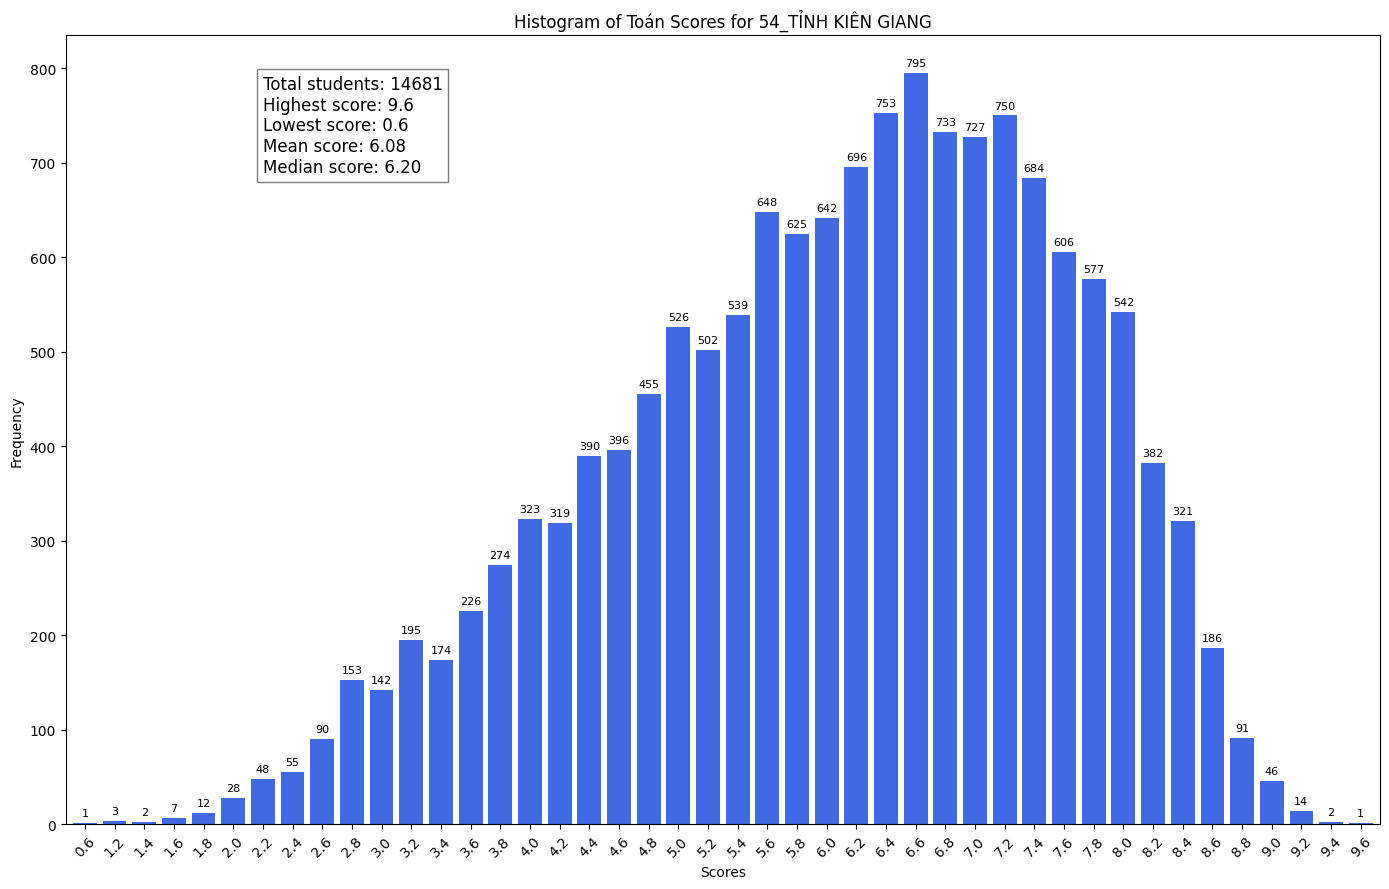 Histogram of Toán Scores for 54_TỈNH KIÊN GIANG
Total students: 14681
Highest score: 9.6
Lowest score: 0.6
Mean score: 6.08
Median score: 6.20
Frequency
800
700
600
500
400
300
200
100
0
1 3 2 7 12 28 48 55 90 153 142 195 174 226 274 323 319 390 396 455 526 502 539 648 625 642 696 753 795 733 727 750 684 606 577 542 382 321 186 91 46 14 2 1
0.6 1.2 1.4 1.6 1.8 2.0 2.2 2.4 2.6 2.8 3.0 3.2 3.4 3.6 3.8 4.0 4.2 4.4 4.6 4.8 5.0 5.2 5.4 5.6 5.8 6.0 6.2 6.4 6.6 6.8 7.0 7.2 7.4 7.6 7.8 8.0 8.2 8.4 8.6 8.8 9.0 9.2 9.4 9.6
Scores